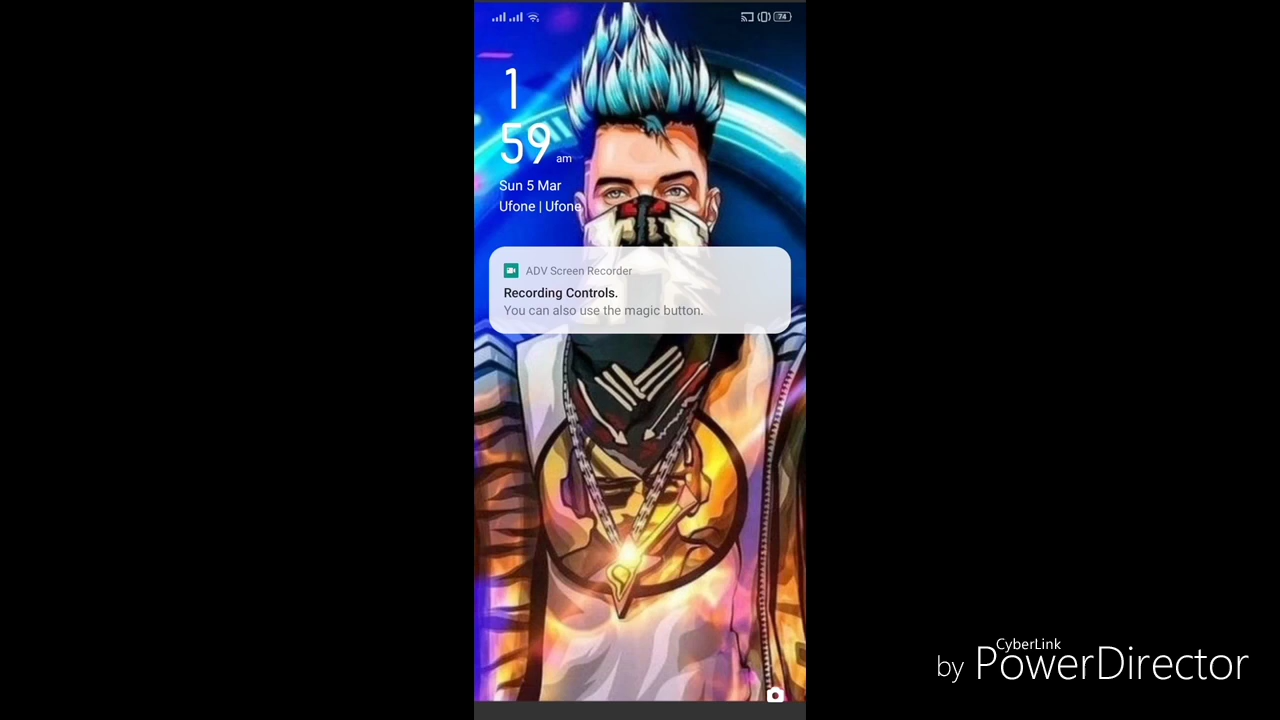 74
1
59 am
Sun 5 Mar
Ufone | Ufone
ADV Screen Recorder
Recording Controls.
You can also use the magic button.
CyberLink
by PowerDirector